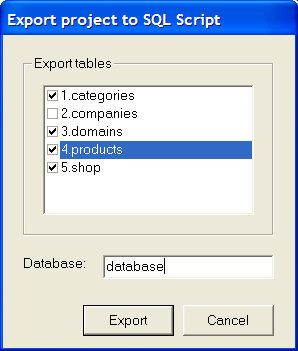 Export project to SQL Script
Export tables
1.categories
2.companies
3.domains
4.products
5.shop
Database: database
Export Cancel